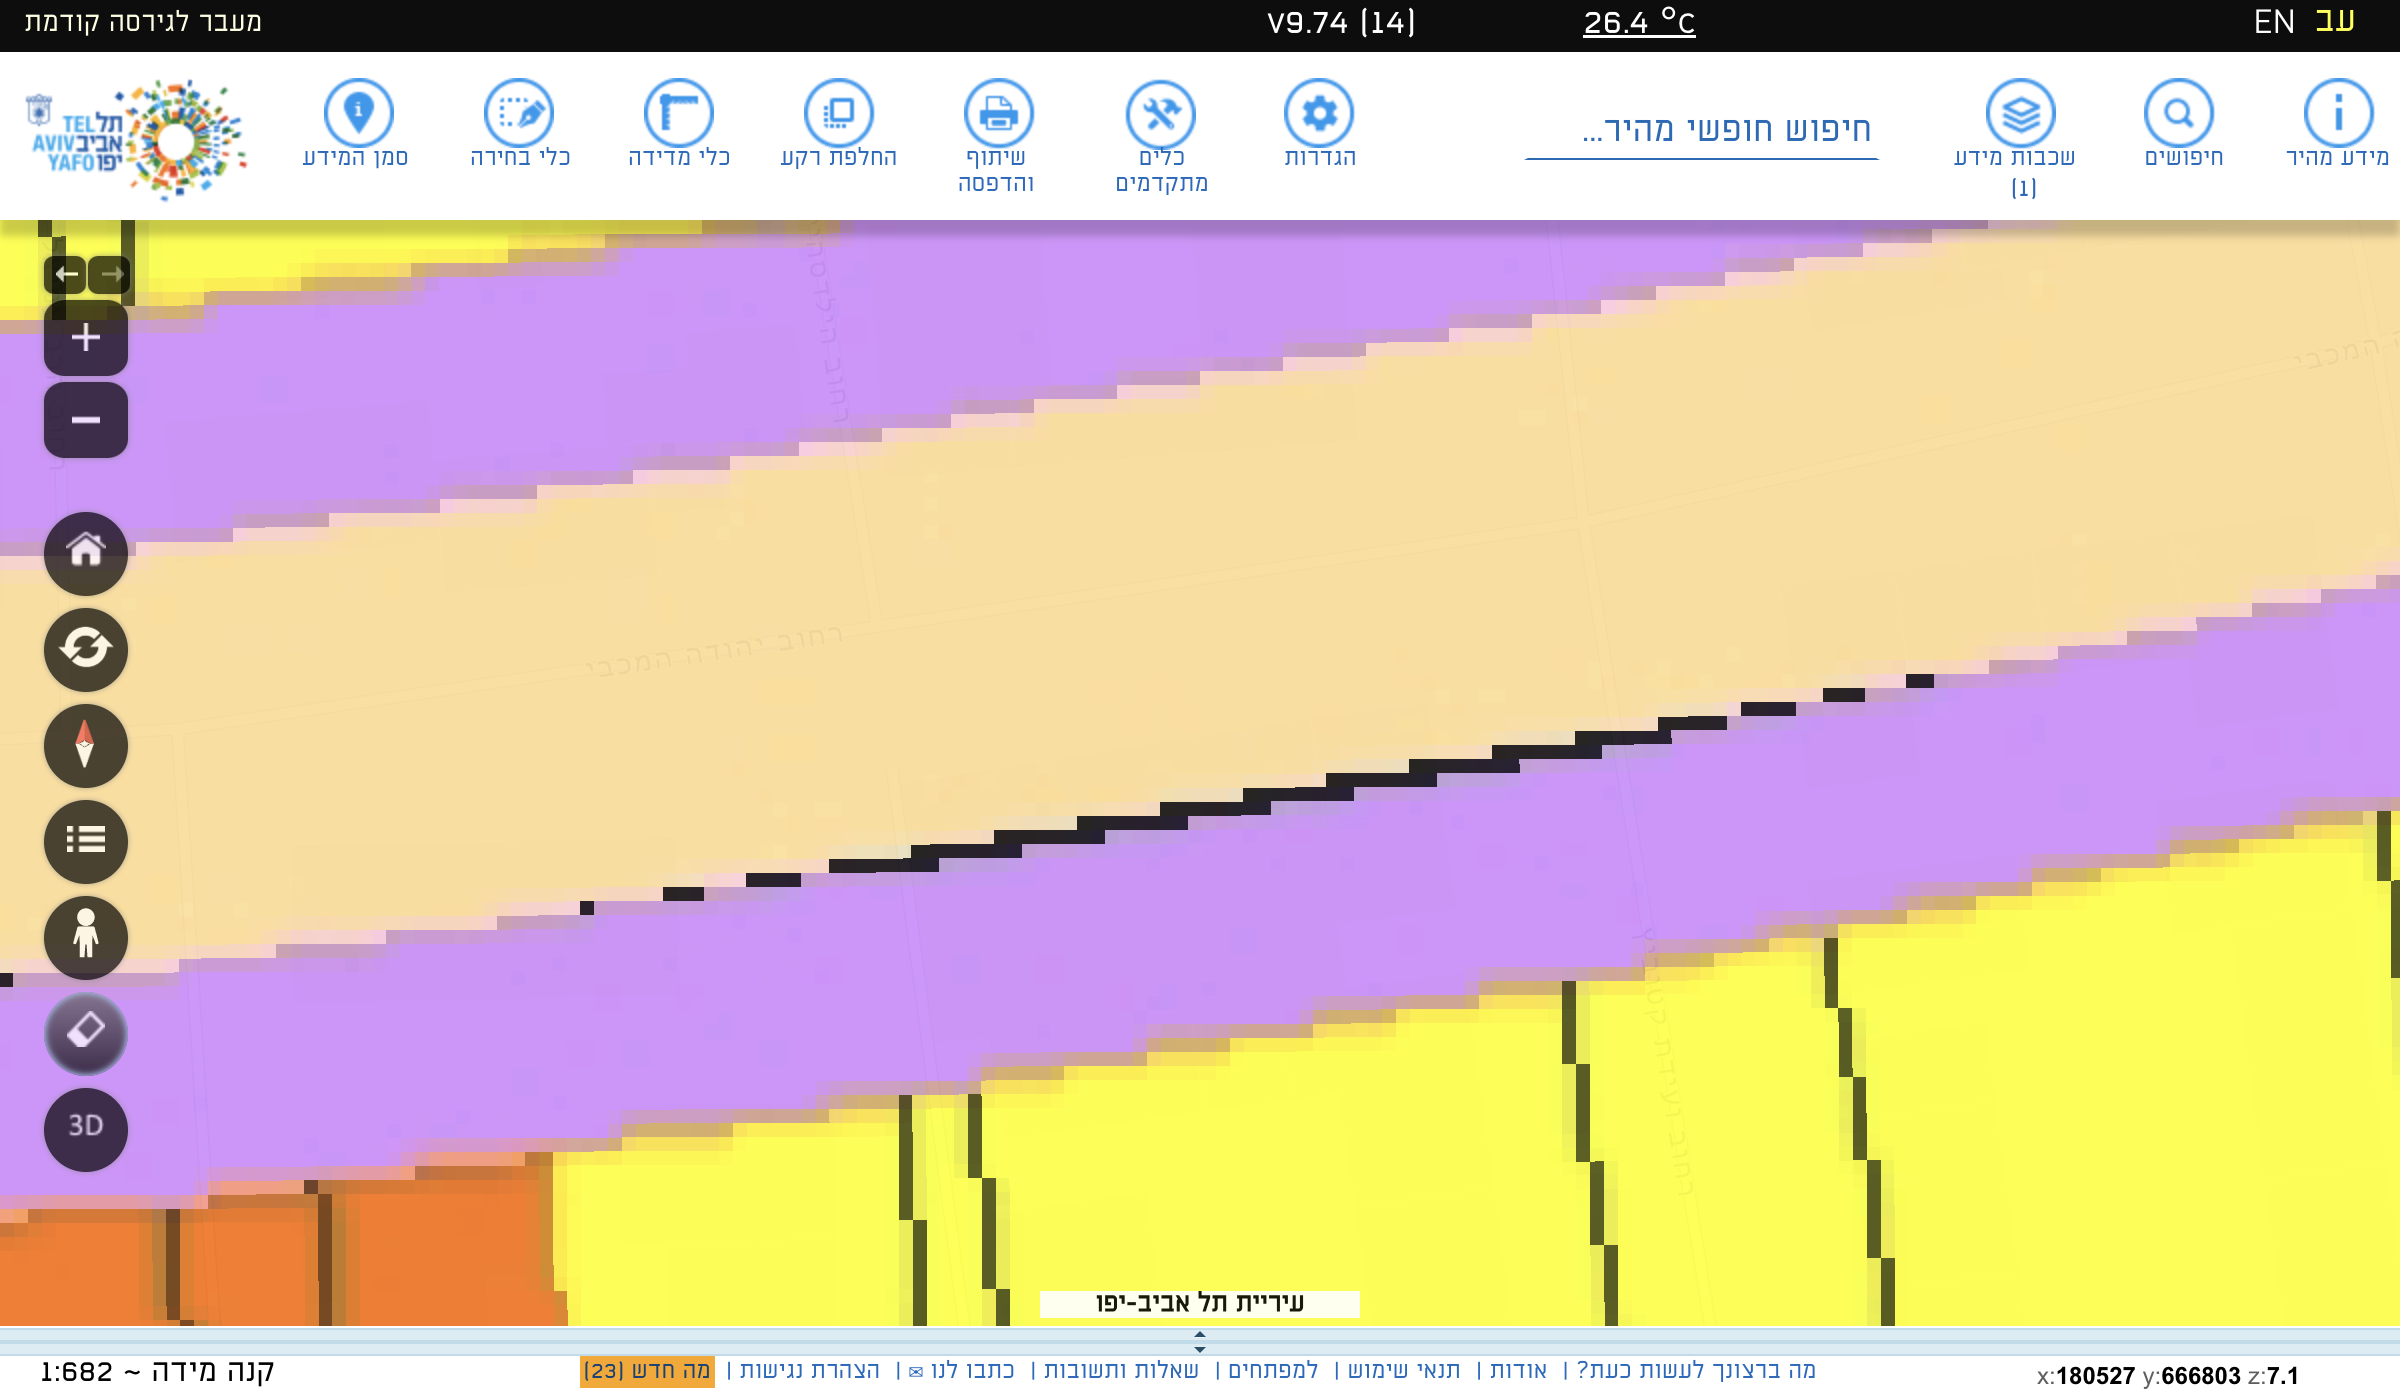 עב EN
26.4 °C
V9.74 (14)
מעבר לגירסה קודמת
מידע מהיר
חיפושים
שכבות מידע
(1)
חיפוש חופשי מהיר...
הגדרות
כלים
מתקדמים
שיתוף
והדפסה
החלפת רקע
כלי מדידה
כלי בחירה
סמן המידע
תל TEL
אביב AVIV
יפו YAFO
המכבי
רחוב יהודה המכבי
3D
עיריית תל אביב-יפו
קנה מידה ~ 1:682
מה ברצונך לעשות כעת? | אודות | תנאי שימוש | למפתחים | שאלות ותשובות | כתבו לנו ✉ | הצהרת נגישות | מה חדש (23)
x:180527 y:666803 z:7.1